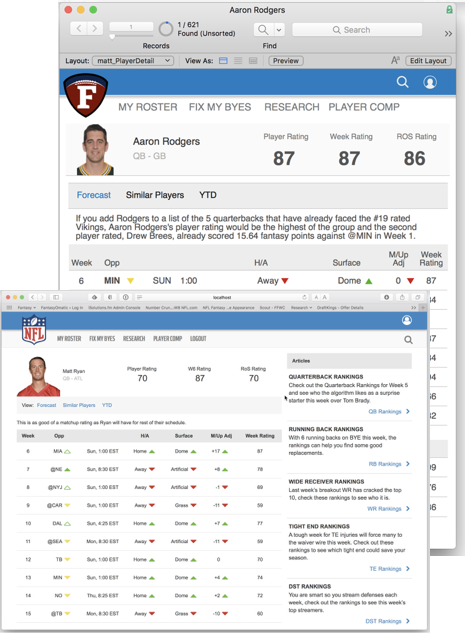 Aaron Rodgers
1
1 / 621
Found (Unsorted)
Search
Records
Find
Layout: matt_PlayerDetail View As: Preview Aa Edit Layout
F
MY ROSTER FIX MY BYES RESEARCH PLAYER COMP
Aaron Rodgers
QB - GB
Player Rating Week Rating ROS Rating
87 87 86
Forecast Similar Players YTD
If you add Rodgers to a list of the 5 quarterbacks that have already faced the #19 rated
Vikings, Aaron Rodgers's player rating would be the highest of the group and the second
player rated, Drew Brees, already scored 15.64 fantasy points against @MIN in Week 1.
Week Opp H/A Surface M/Up Adj Week Rating
6 MIN SUN 1:00 Away Dome 0 87
localhost
NFL
MY ROSTER FIX MY BYES RESEARCH PLAYER COMP LOGOUT
Matt Ryan
QB - ATL
Player Rating W6 Rating RoS Rating
70 87 70
View: Forecast Similar Players YTD
This is as good of a matchup rating as Ryan will have for rest of their schedule.
Week Opp H/A Surface M/Up Adj Week Rating
6 MIA Sun, 1:00 EST Home Dome +17 87
7 @NE Sun, 8:30 EST Away Artificial +8 78
8 @NYJ Sun, 1:00 EST Away Artificial -1 69
9 @CAR Sun, 1:00 EST Away Grass -11 59
10 DAL Sun, 1:00 EST Home Dome +7 77
11 @SEA Mon, 8:30 EST Away Artificial -11 59
12 TB Sun, 1:00 EST Home Dome 0 70
13 MIN Sun, 1:00 EST Home Dome +4 74
14 NO Thu, 8:25 EST Home Dome +2 72
15 @TB Mon, 8:30 EST Away Grass -10 60
Articles
QUARTERBACK RANKINGS
Check out the Quarterback Rankings for Week 5
and see who the algorithm likes as a surprise
starter this week over Tom Brady.
QB Rankings
RUNNING BACK RANKINGS
With 6 running backs on BYE this week, the
rankings can help you find some good
replacements.
RB Rankings
WIDE RECEIVER RANKINGS
Last week's breakout WR has cracked the top
10, check these rankings to see who it is.
WR Rankings
TIGHT END RANKINGS
A tough week for TE injuries will force many to
the waiver wire this week. Check out these
rankings to see which tight end could save your
season.
TE Rankings
DST RANKINGS
You are smart so you stream defenses each
week, check out the rankings to see this week's
top streamers.
DST Rankings